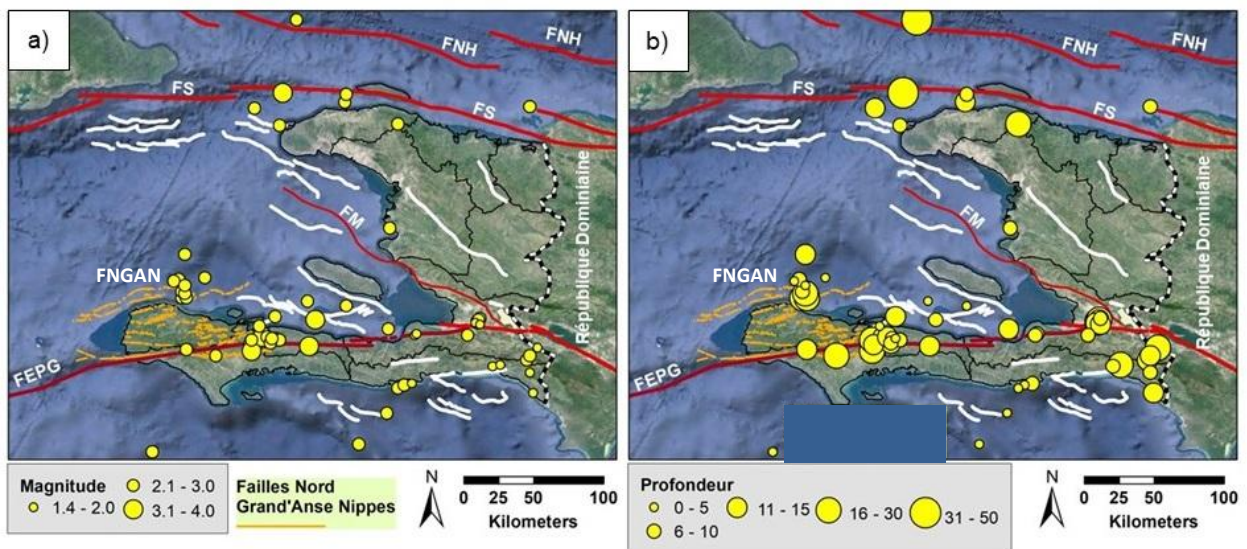 a)
FNH
FNH
FS
FS
FM
FNGAN
FEPG
République Dominiaine
Magnitude
1.4 - 2.0
2.1 - 3.0
3.1 - 4.0
Failles Nord
Grand'Anse Nippes
N
0 25 50 100
Kilometers
b)
FNH
FNH
FS
FS
FM
FNGAN
FEPG
République Dominiaine
Profondeur
0 - 5
6 - 10
11 - 15
16 - 30
31 - 50
N
0 25 50 100
Kilometers